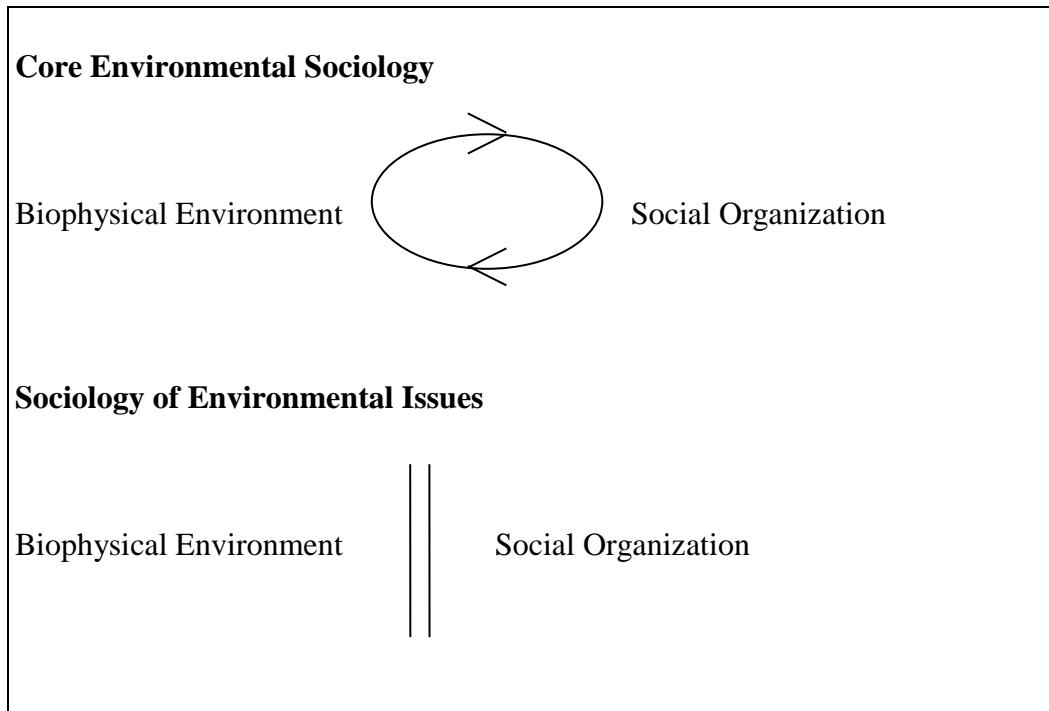 Core Environmental Sociology
Biophysical Environment Social Organization
Sociology of Environmental Issues
Biophysical Environment Social Organization